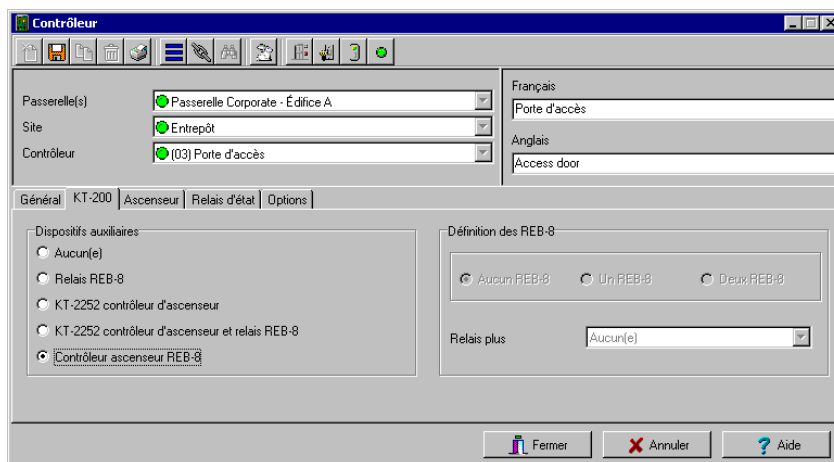 Contrôleur
Passerelle(s)
Passerelle Corporate - Édifice A
Site
Entrepôt
Contrôleur
(03) Porte d'accès
Français
Porte d'accès
Anglais
Access door
Général KT-200 Ascenseur Relais d'état Options
Dispositifs auxiliaires
Aucun(e)
Relais REB-8
KT-2252 contrôleur d'ascenseur
KT-2252 contrôleur d'ascenseur et relais REB-8
Contrôleur ascenseur REB-8
Définition des REB-8
Aucun REB-8 Un REB-8 Deux REB-8
Relais plus Aucun(e)
Fermer Annuler Aide